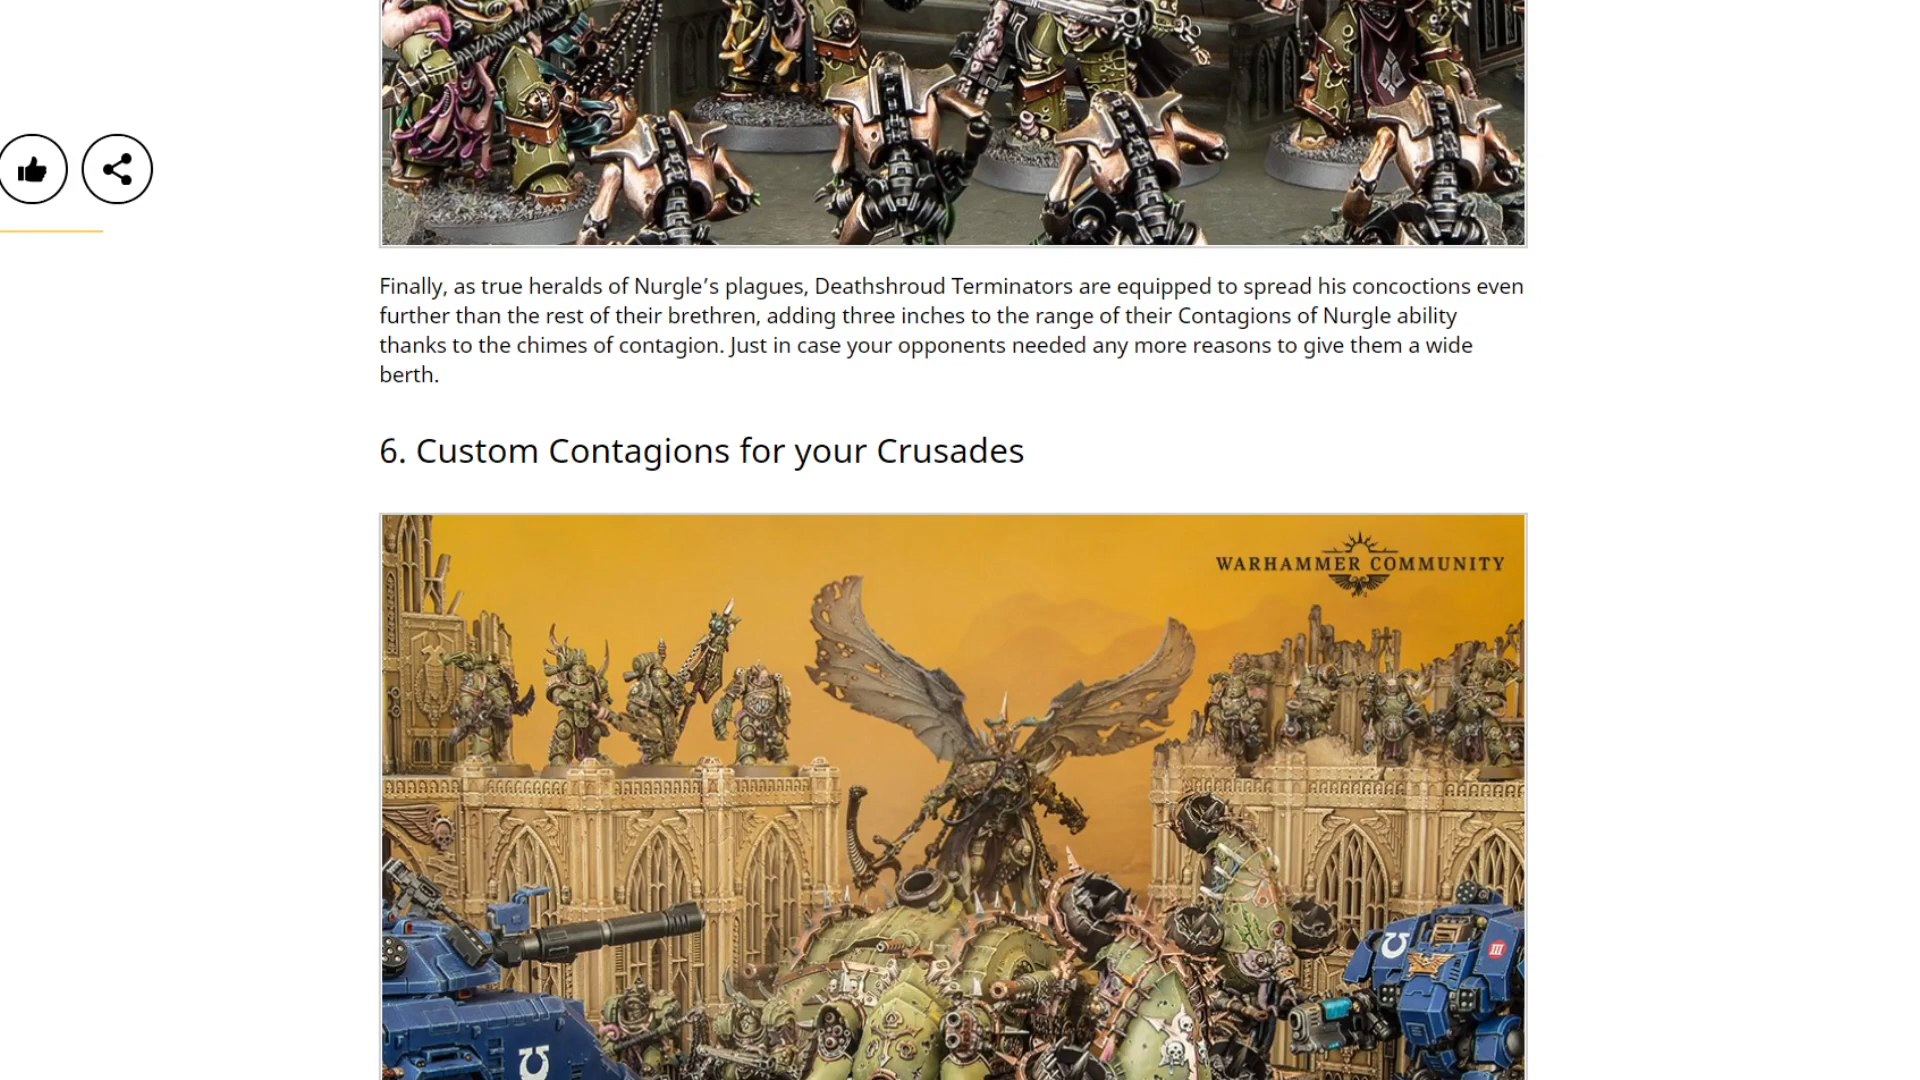 Finally, as true heralds of Nurgle’s plagues, Deathshroud Terminators are equipped to spread his concoctions even
further than the rest of their brethren, adding three inches to the range of their Contagions of Nurgle ability
thanks to the chimes of contagion. Just in case your opponents needed any more reasons to give them a wide
berth.
6. Custom Contagions for your Crusades
WARHAMMER COMMUNITY
III